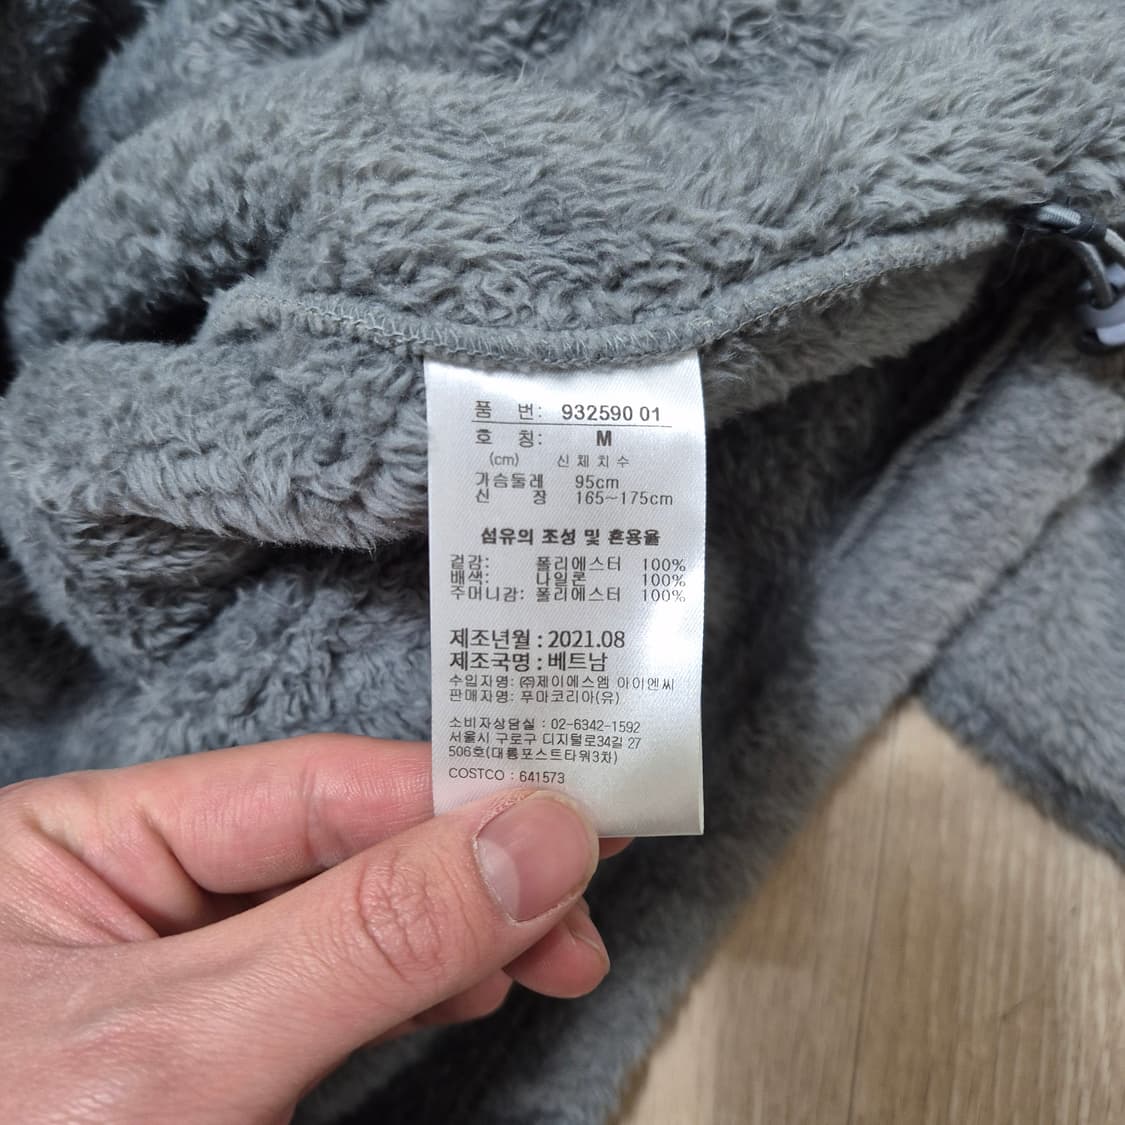 품 번: 932590 01
호 칭: M
(cm) 신체치수
가슴둘레 95cm
신 장 165~175cm
섬유의 조성 및 혼용율
겉감: 폴리에스터 100%
배색: 나일론 100%
주머니감: 폴리에스터 100%
제조년월 : 2021.08
제조국명 : 베트남
수입자명: ㈜제이에스엠 아이엔씨
판매자명: 푸마코리아(유)
소비자상담실 : 02-6342-1592
서울시 구로구 디지털로34길 27
506호(대륭포스트타워3차)
COSTCO : 641573